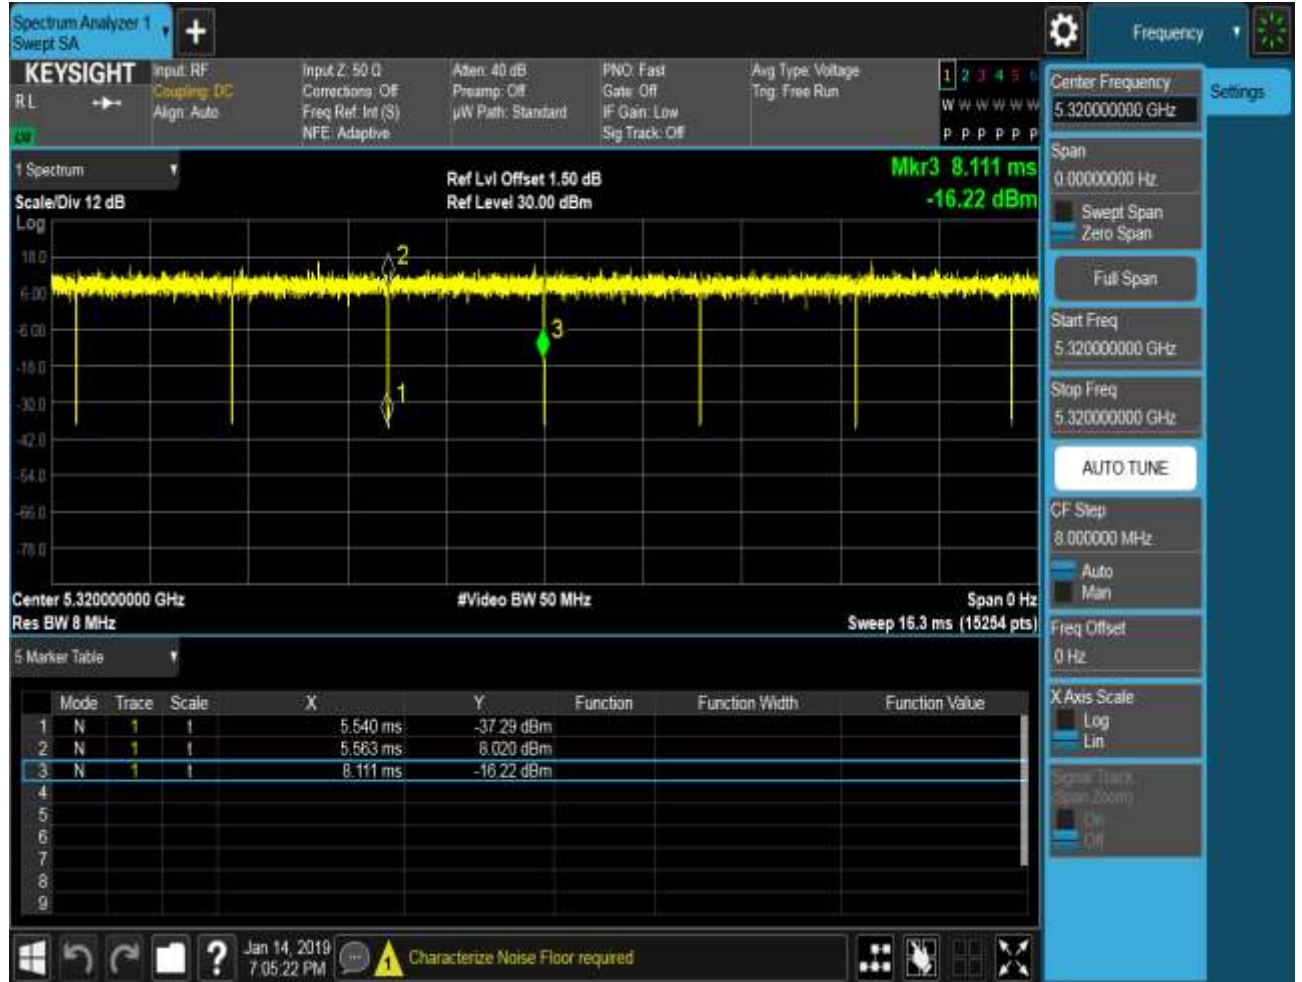 Spectrum Analyzer 1
Swept SA
Frequency
KEYSIGHT
RL
Input: RF
Coupling: DC
Align: Auto
Input Z: 50 Ω
Corrections: Off
Freq Ref: Int (S)
NFE: Adaptive
Atten: 40 dB
Preamp: Off
µW Path: Standard
PNO: Fast
Gate: Off
IF Gain: Low
Sig Track: Off
Avg Type: Voltage
Trig: Free Run
1 2 3 4 5 6
W W W W W W
P P P P P P
1 Spectrum
Scale/Div 12 dB
Log
Ref Lvl Offset 1.50 dB
Ref Level 30.00 dBm
Mkr3 8.111 ms
-16.22 dBm
18.0
6.00
-6.00
-18.0
-30.0
-42.0
-54.0
-66.0
-78.0
2
3
1
Center 5.320000000 GHz
Res BW 8 MHz
#Video BW 50 MHz
Span 0 Hz
Sweep 16.3 ms (15254 pts)
5 Marker Table
Mode Trace Scale X Y Function Function Width Function Value
1 N 1 t 5.540 ms -37.29 dBm
2 N 1 t 5.563 ms 8.020 dBm
3 N 1 t 8.111 ms -16.22 dBm
4
5
6
7
8
9
Center Frequency
5.320000000 GHz
Settings
Span
0.00000000 Hz
Swept Span
Zero Span
Full Span
Start Freq
5.320000000 GHz
Stop Freq
5.320000000 GHz
AUTO TUNE
CF Step
8.000000 MHz
Auto
Man
Freq Offset
0 Hz
X Axis Scale
Log
Lin
Signal Track
(Span Zoom)
On
Off
?
Jan 14, 2019
7:05:22 PM
1
Characterize Noise Floor required